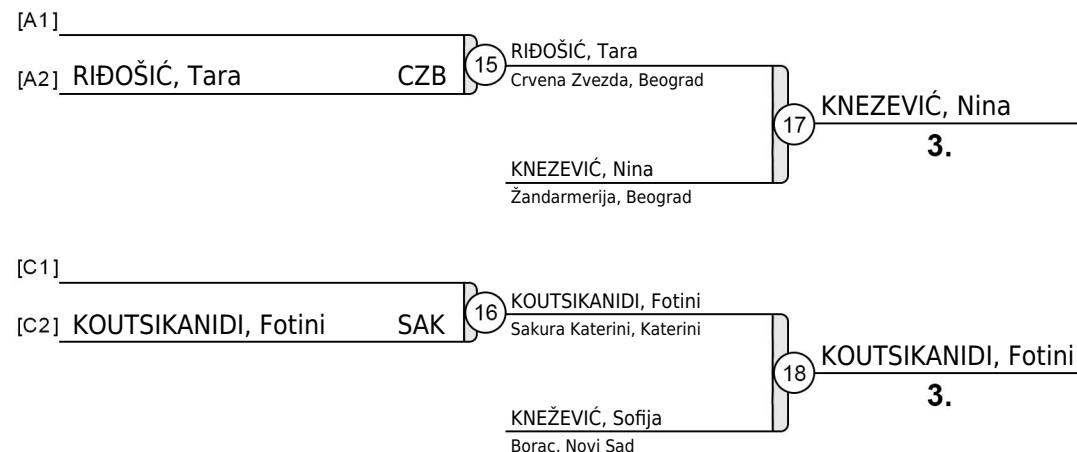 [A1]
[A2] RIĐOŠIĆ, Tara CZB
15
RIĐOŠIĆ, Tara
Crvena Zvezda, Beograd
17
KNEZEVIĆ, Nina
3.
KNEZEVIĆ, Nina
Žandarmerija, Beograd
[C1]
[C2] KOUTSIKANIDI, Fotini SAK
16
KOUTSIKANIDI, Fotini
Sakura Katerini, Katerini
18
KOUTSIKANIDI, Fotini
3.
KNEŽEVIĆ, Sofija
Borac, Novi Sad